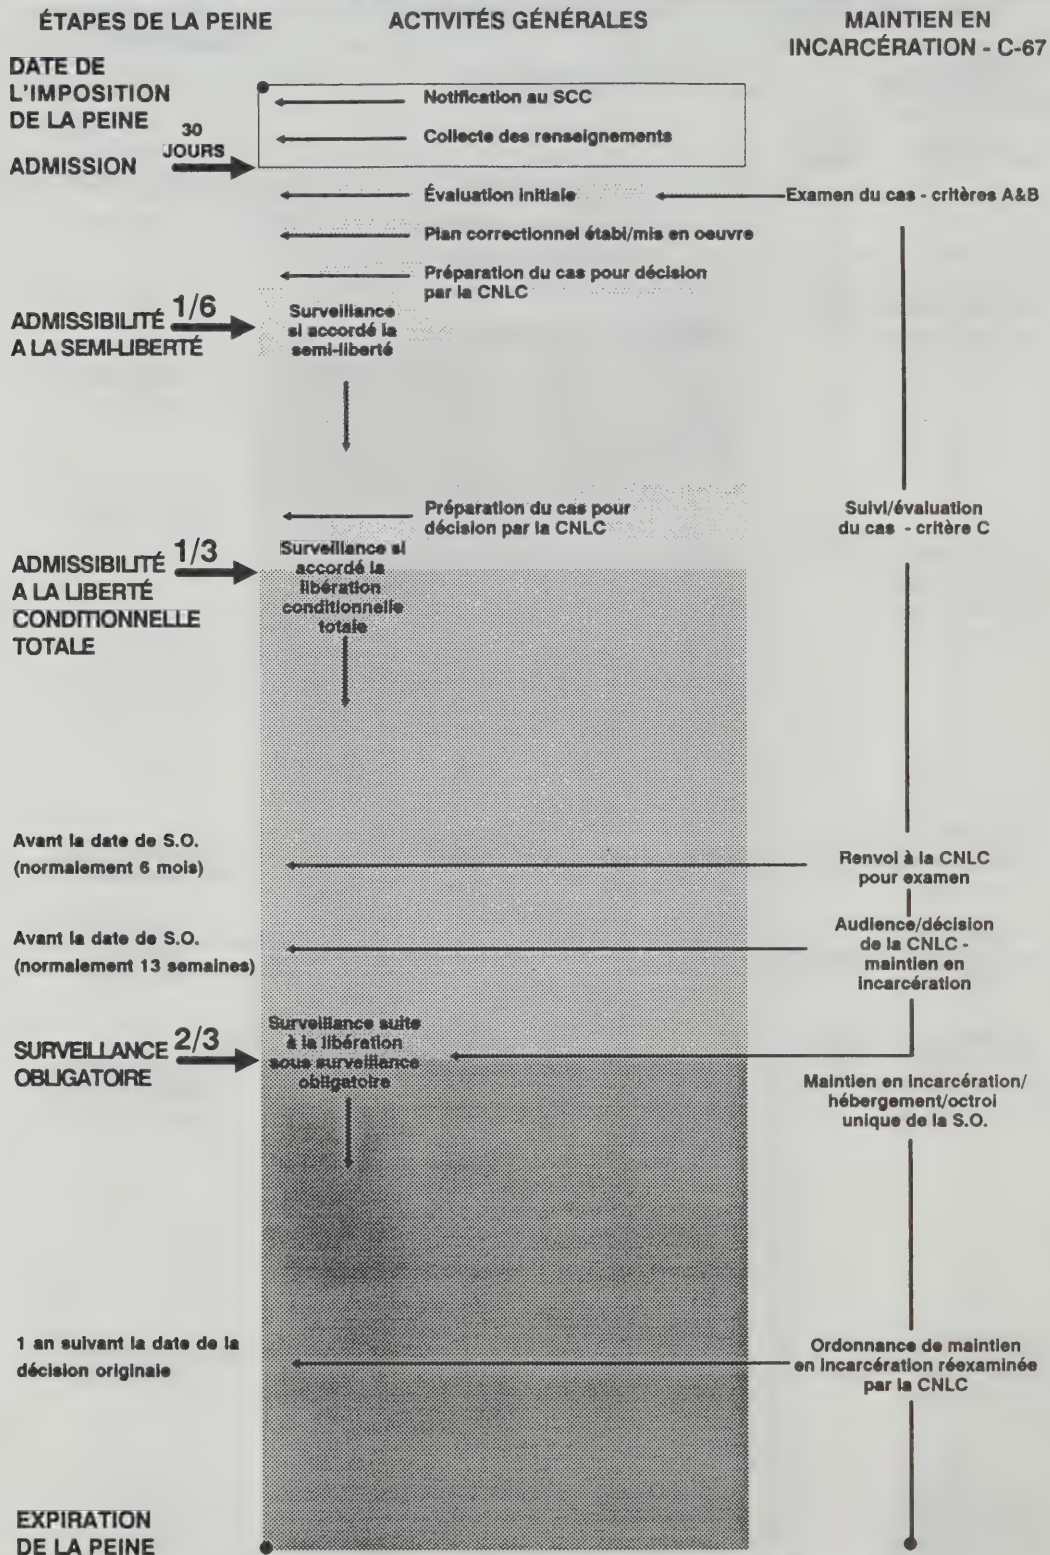 ÉTAPES DE LA PEINE
ACTIVITÉS GÉNÉRALES
MAINTIEN EN
INCARCÉRATION - C-67
DATE DE
L'IMPOSITION
DE LA PEINE
30
JOURS
ADMISSION
Notification au SCC
Collecte des renseignements
Évaluation initiale
Examen du cas - critères A&B
Plan correctionnel étabi/mis en oeuvre
Préparation du cas pour décision
par la CNLC
ADMISSIBILITÉ 1/6
A LA SEMI-LIBERTÉ
Surveillance
si accordé la
semi-liberté
Préparation du cas pour
décision par la CNLC
Suivi/évaluation
du cas - critère C
ADMISSIBILITÉ 1/3
A LA LIBERTÉ
CONDITIONNELLE
TOTALE
Surveillance si
accordé la
libération
conditionnelle
totale
Avant la date de S.O.
(normalement 6 mois)
Renvoi à la CNLC
pour examen
Avant la date de S.O.
(normalement 13 semaines)
Audience/décision
de la CNLC -
maintien en
incarcération
SURVEILLANCE 2/3
OBLIGATOIRE
Surveillance suite
à la libération
sous surveillance
obligatoire
Maintien en incarcération/
hébergement/octroi
unique de la S.O.
1 an suivant la date de la
décision originale
Ordonnance de maintien
en incarcération réexaminée
par la CNLC
EXPIRATION
DE LA PEINE